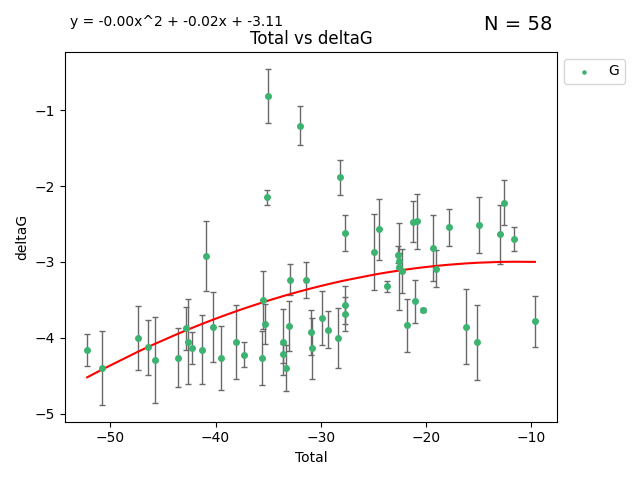 y = -0.00x^2 + -0.02x + -3.11
N = 58
Total vs deltaG
G
deltaG
−1
−2
−3
−4
−5
−50
−40
−30
−20
−10
Total